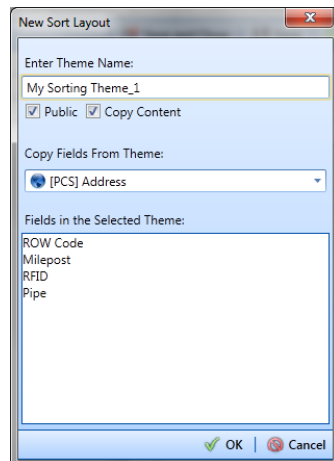 New Sort Layout
Enter Theme Name:
My Sorting Theme_1
Public Copy Content
Copy Fields From Theme:
[PCS] Address
Fields in the Selected Theme:
ROW Code
Milepost
RFID
Pipe
OK Cancel